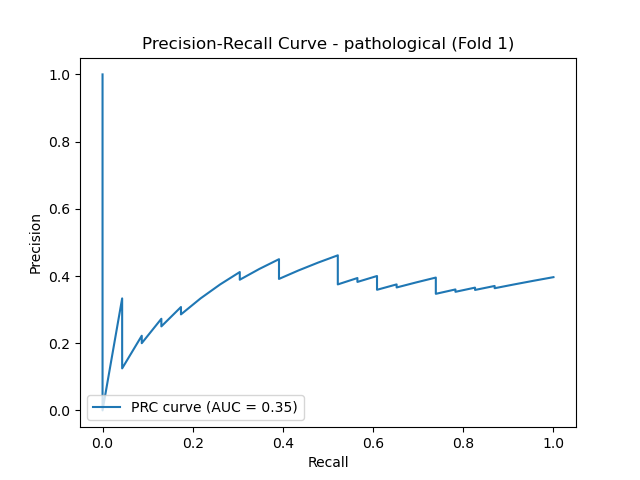 Precision-Recall Curve - pathological (Fold 1)
1.0
0.8
0.6
0.4
0.2
0.0
Precision
PRC curve (AUC = 0.35)
0.0 0.2 0.4 0.6 0.8 1.0
Recall